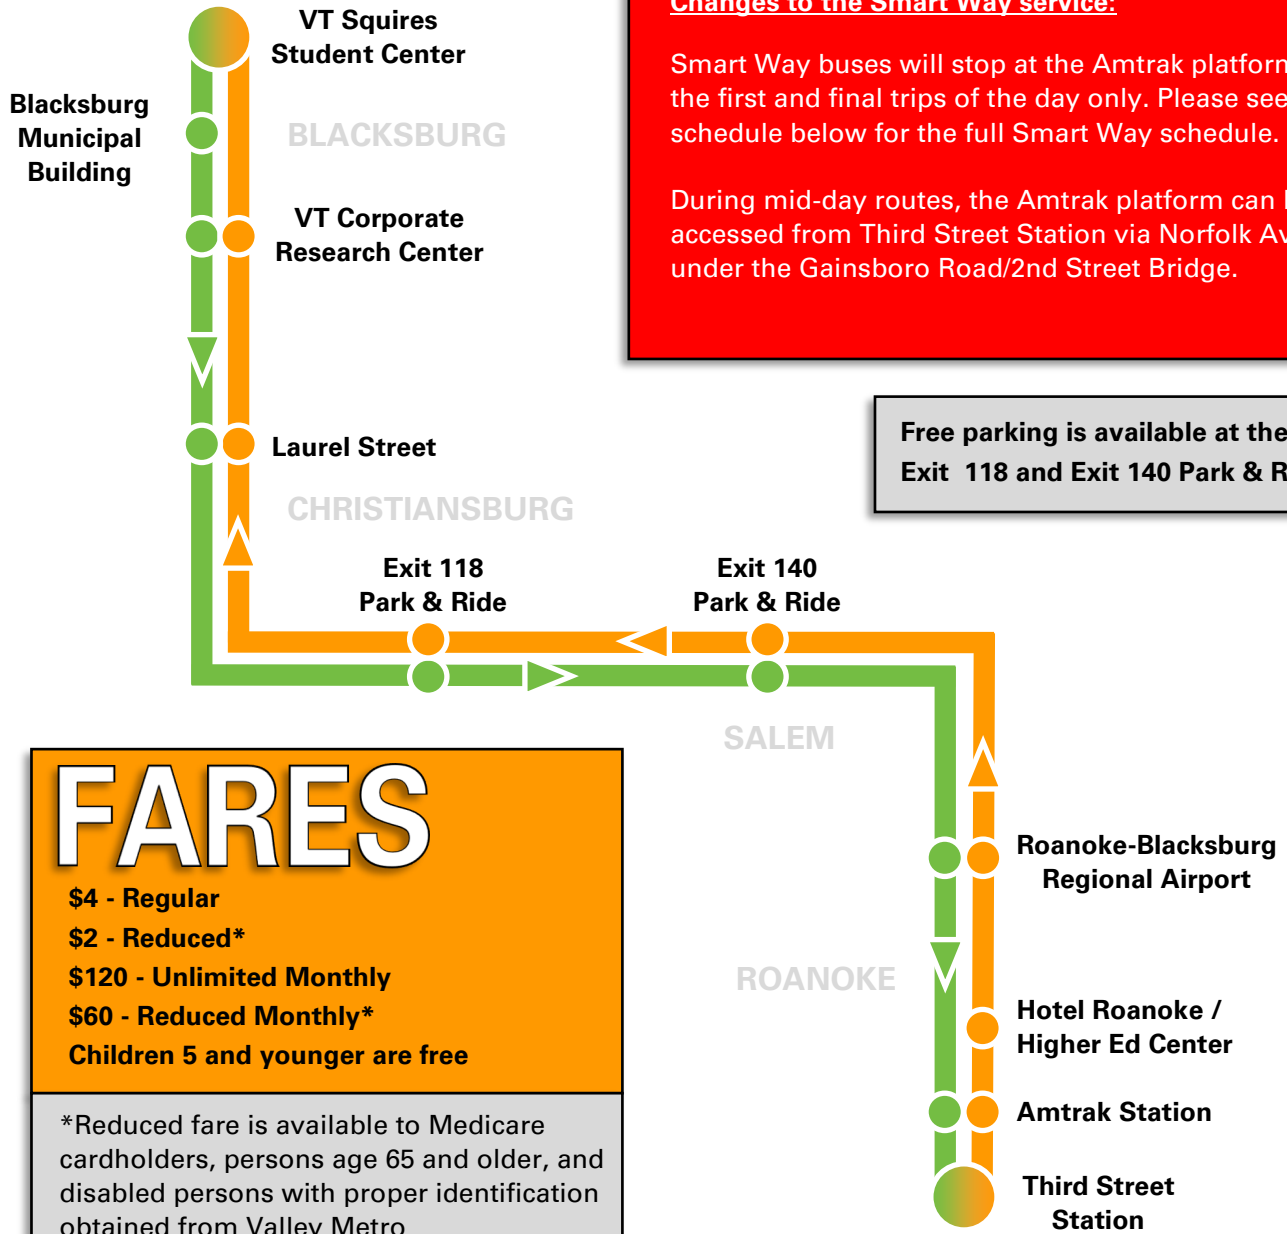 VT Squires
Student Center
Blacksburg
Municipal
Building
BLACKSBURG
VT Corporate
Research Center
Laurel Street
CHRISTIANSBURG
Changes to the Smart Way service:
Smart Way buses will stop at the Amtrak platform
the first and final trips of the day only. Please see
schedule below for the full Smart Way schedule.
During mid-day routes, the Amtrak platform can
accessed from Third Street Station via Norfolk
under the Gainsboro Road/2nd Street Bridge.
Free parking is available at the
Exit 118 and Exit 140 Park &
Exit 118
Park & Ride
Exit 140
Park & Ride
SALEM
FARES
$4 - Regular
$2 - Reduced*
$120 - Unlimited Monthly
$60 - Reduced Monthly*
Children 5 and younger are free
*Reduced fare is available to Medicare
cardholders, persons age 65 and older, and
disabled persons with proper identification
obtained from Valley Metro
Roanoke-Blacksburg
Regional Airport
ROANOKE
Hotel Roanoke /
Higher Ed Center
Amtrak Station
Third Street
Station